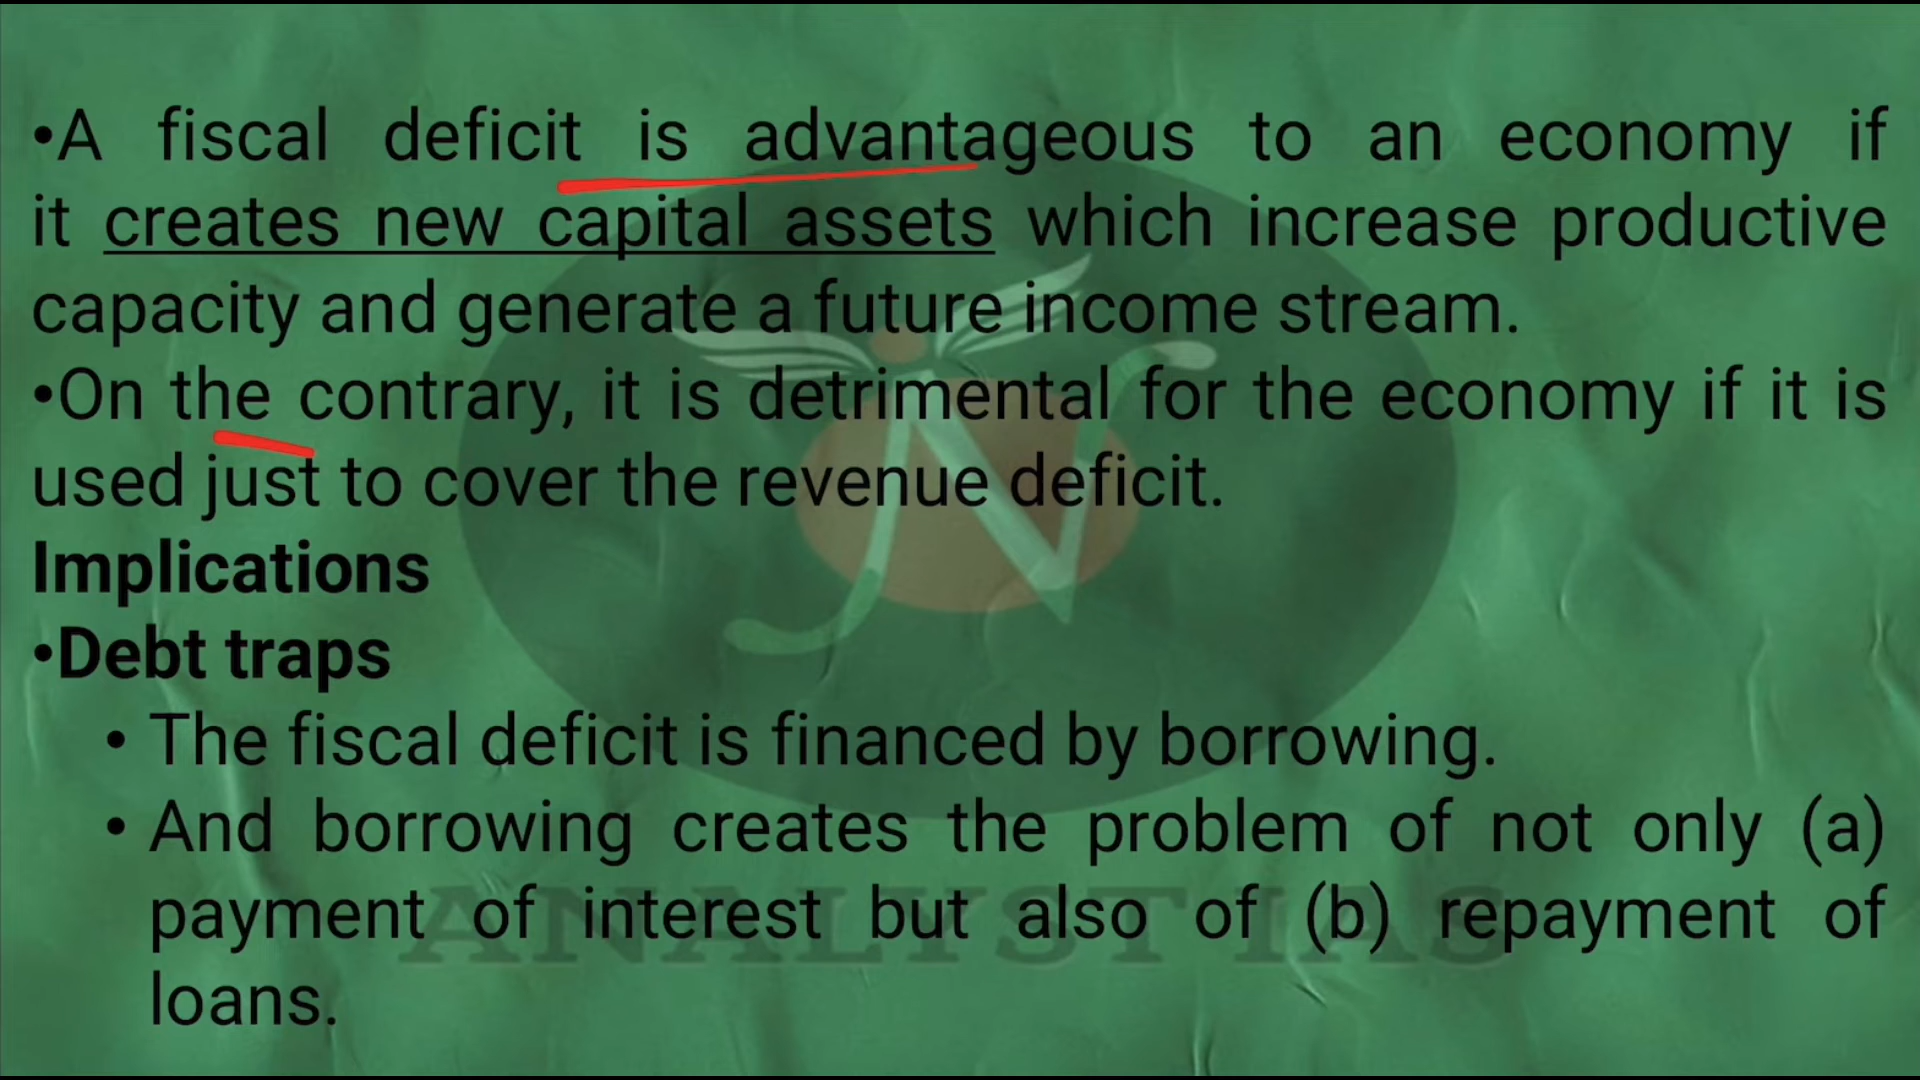 •A fiscal deficit is advantageous to an economy if
it creates new capital assets which increase productive
capacity and generate a future income stream.
•On the contrary, it is detrimental for the economy if it is
used just to cover the revenue deficit.
Implications
•Debt traps
• The fiscal deficit is financed by borrowing.
• And borrowing creates the problem of not only (a)
payment of interest but also of (b) repayment of
loans.
ANALYST IAS